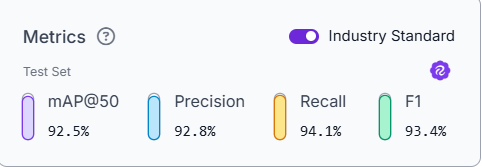 Metrics ? Industry Standard
Test Set
mAP@50 Precision Recall F1
92.5% 92.8% 94.1% 93.4%